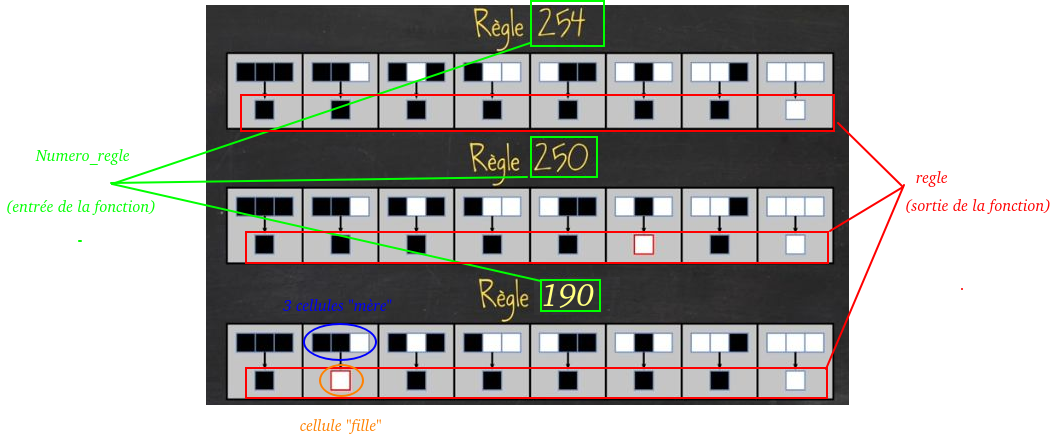 Règle 254
Numero_regle
(entrée de la fonction)
Règle 250
regle
(sortie de la fonction)
Règle 190
3 cellules "mère"
cellule "fille"